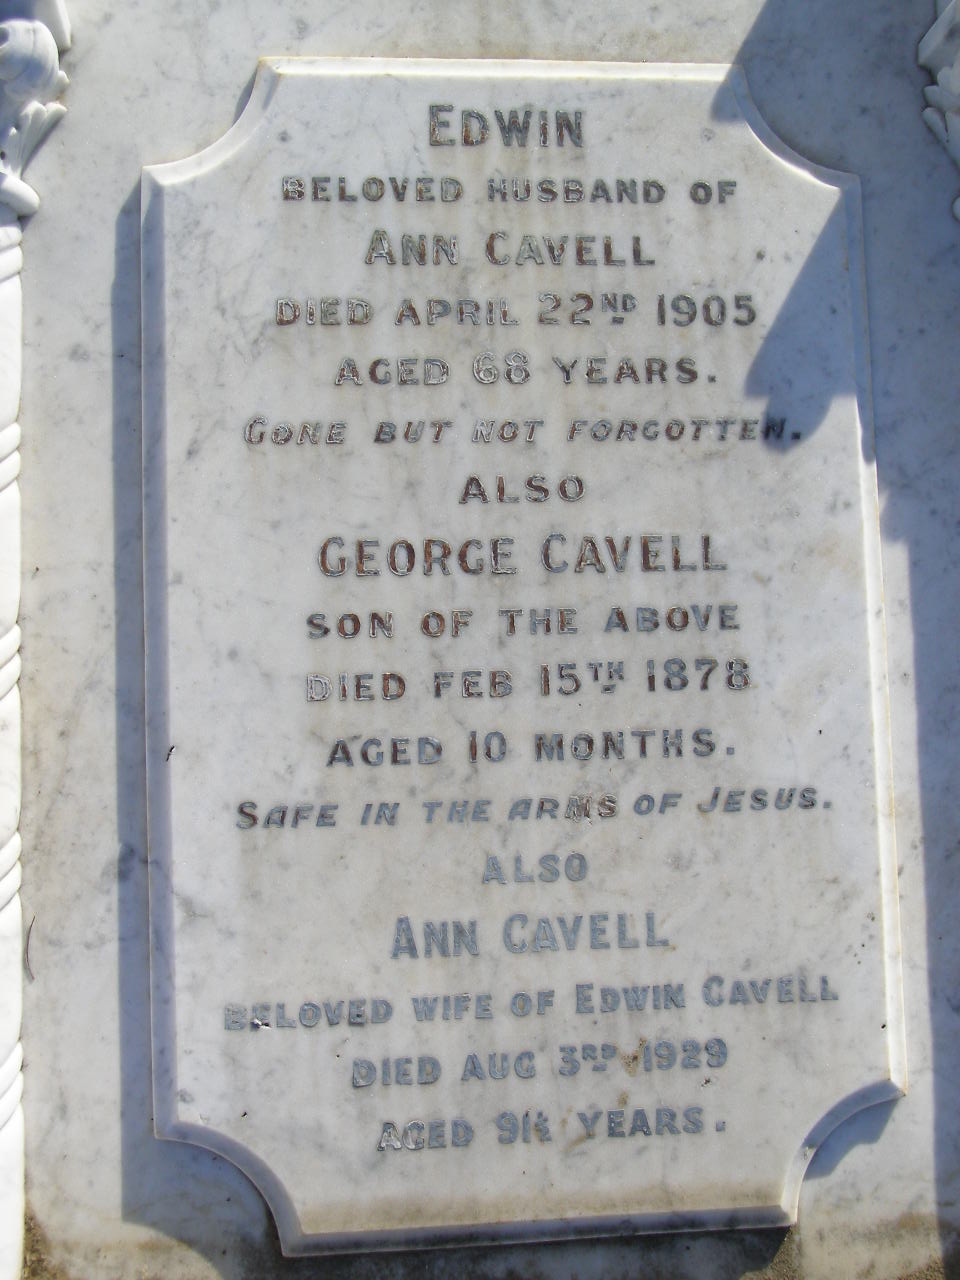 EDWIN
BELOVED HUSBAND OF
ANN CAVELL
DIED APRIL 22ND 1905
AGED 68 YEARS.
GONE BUT NOT FORGOTTEN.
ALSO
GEORGE CAVELL
SON OF THE ABOVE
DIED FEB 15TH 1878
AGED 10 MONTHS.
SAFE IN THE ARMS OF JESUS.
ALSO
ANN CAVELL
BELOVED WIFE OF EDWIN CAVELL
DIED AUG 3RD 1929
AGED 91½ YEARS.